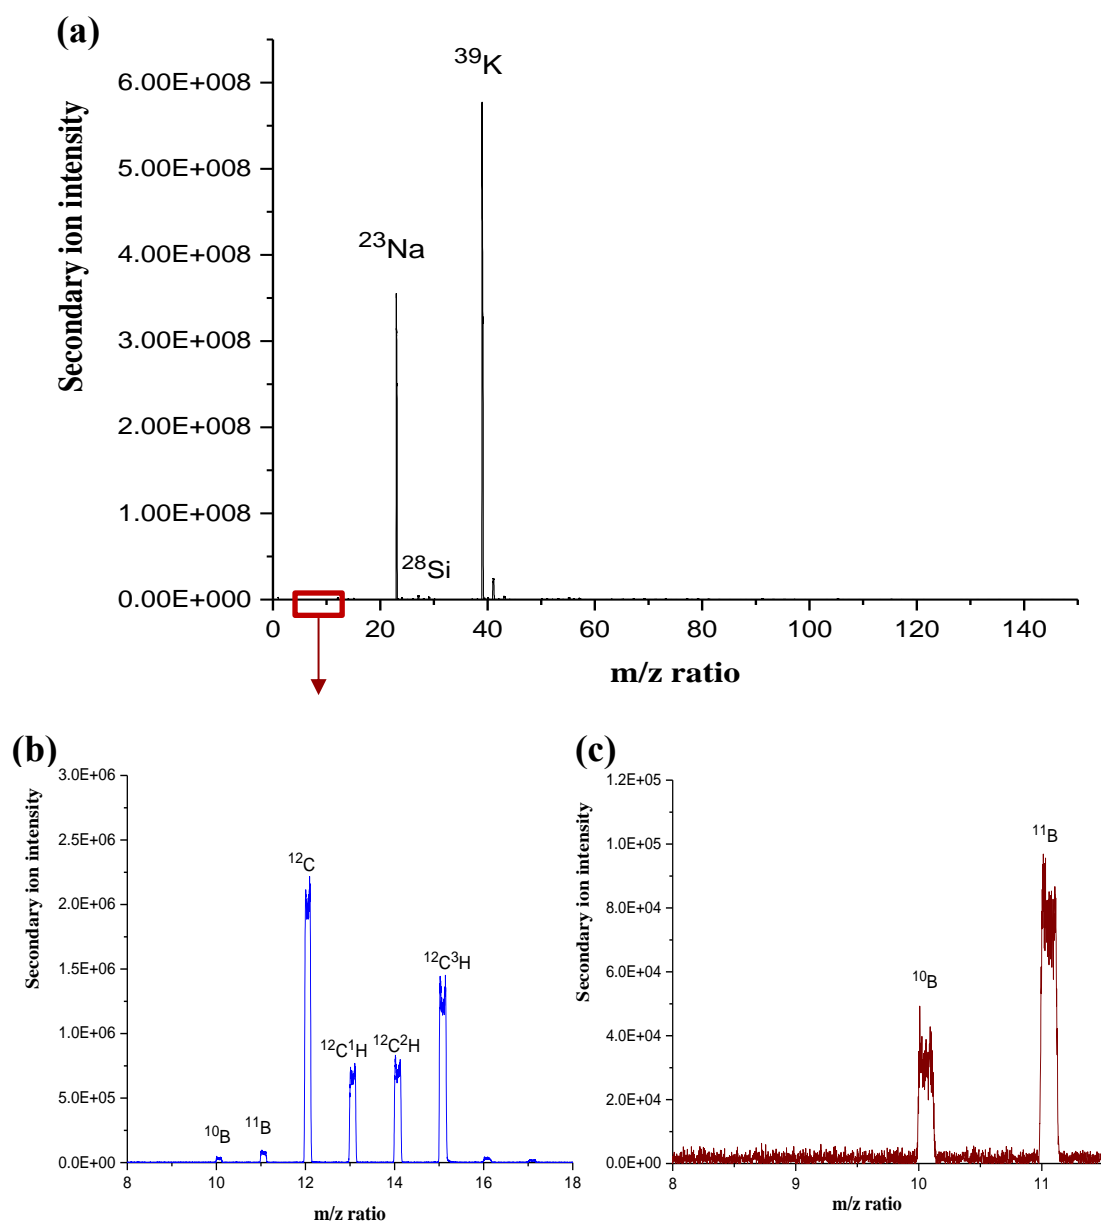 (a)
Secondary ion intensity
6.00E+008
5.00E+008
4.00E+008
3.00E+008
2.00E+008
1.00E+008
0.00E+000
³⁹K
²³Na
²⁸Si
0 20 40 60 80 100 120 140
m/z ratio
(b)
Secondary ion intensity
3.0E+06
2.5E+06
2.0E+06
1.5E+06
1.0E+06
5.0E+05
0.0E+00
¹²C
¹²C³H
¹²C¹H
¹²C²H
¹⁰B
¹¹B
8 10 12 14 16 18
m/z ratio
(c)
Secondary ion intensity
1.2E+05
1.0E+05
8.0E+04
6.0E+04
4.0E+04
2.0E+04
0.0E+00
¹¹B
¹⁰B
8 9 10 11
m/z ratio